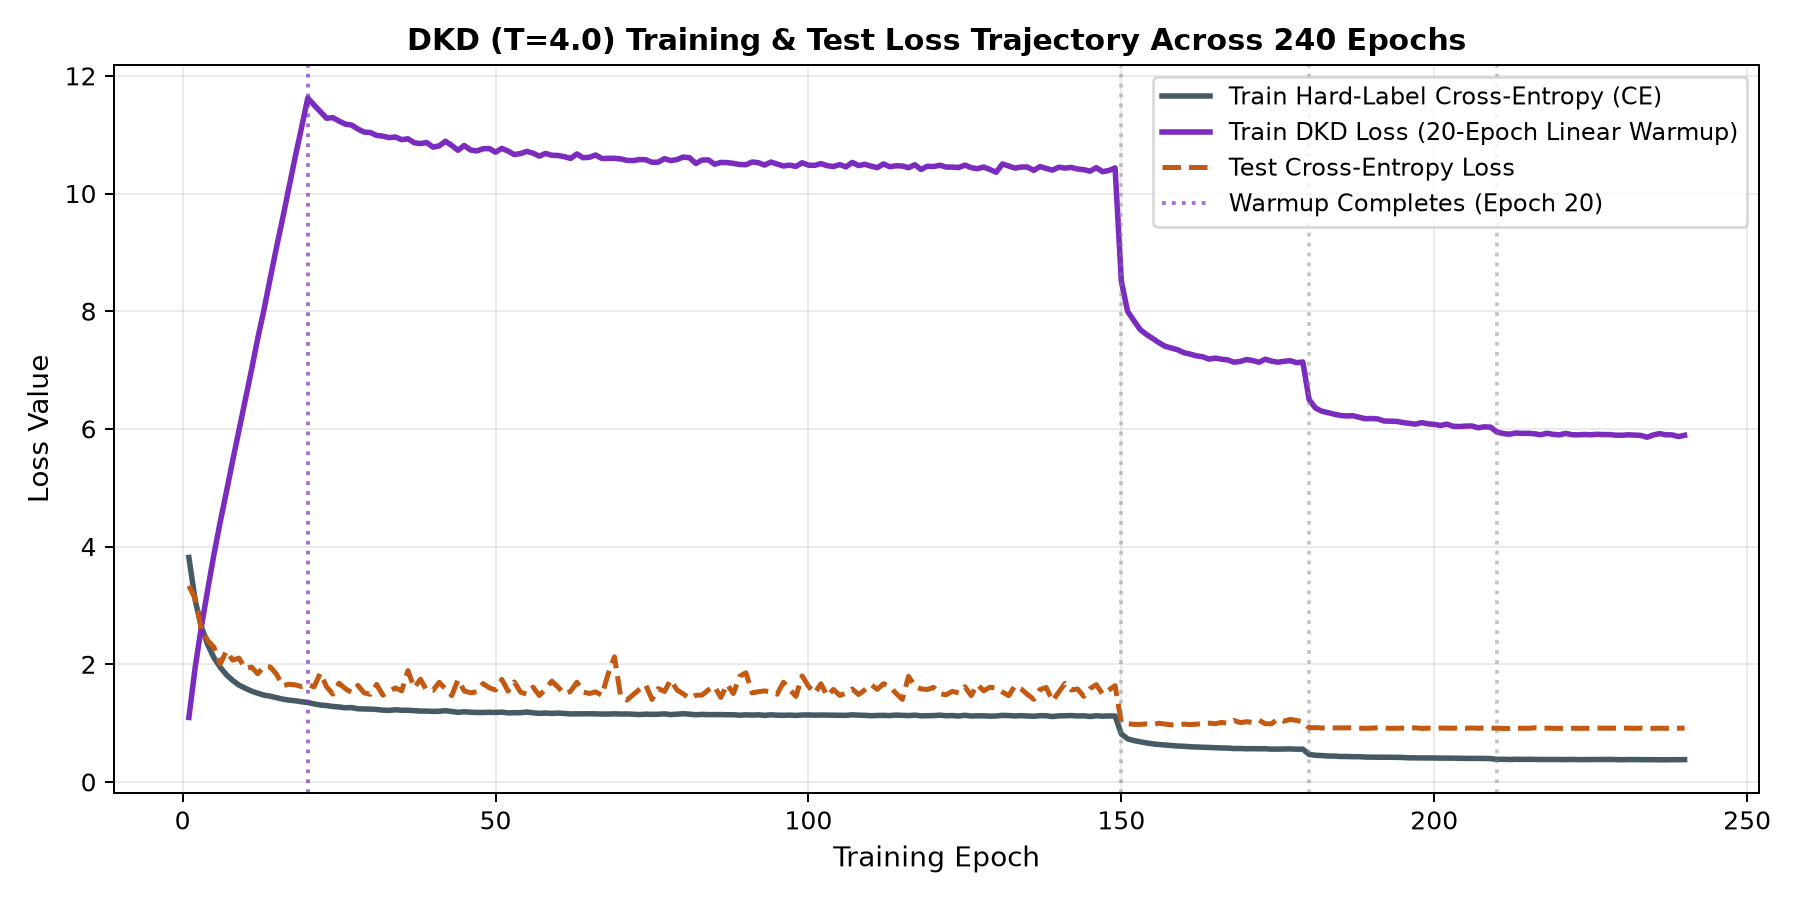 DKD (T=4.0) Training & Test Loss Trajectory Across 240 Epochs
Train Hard-Label Cross-Entropy (CE)
Train DKD Loss (20-Epoch Linear Warmup)
Test Cross-Entropy Loss
Warmup Completes (Epoch 20)
Loss Value
12
10
8
6
4
2
0
0 50 100 150 200 250
Training Epoch